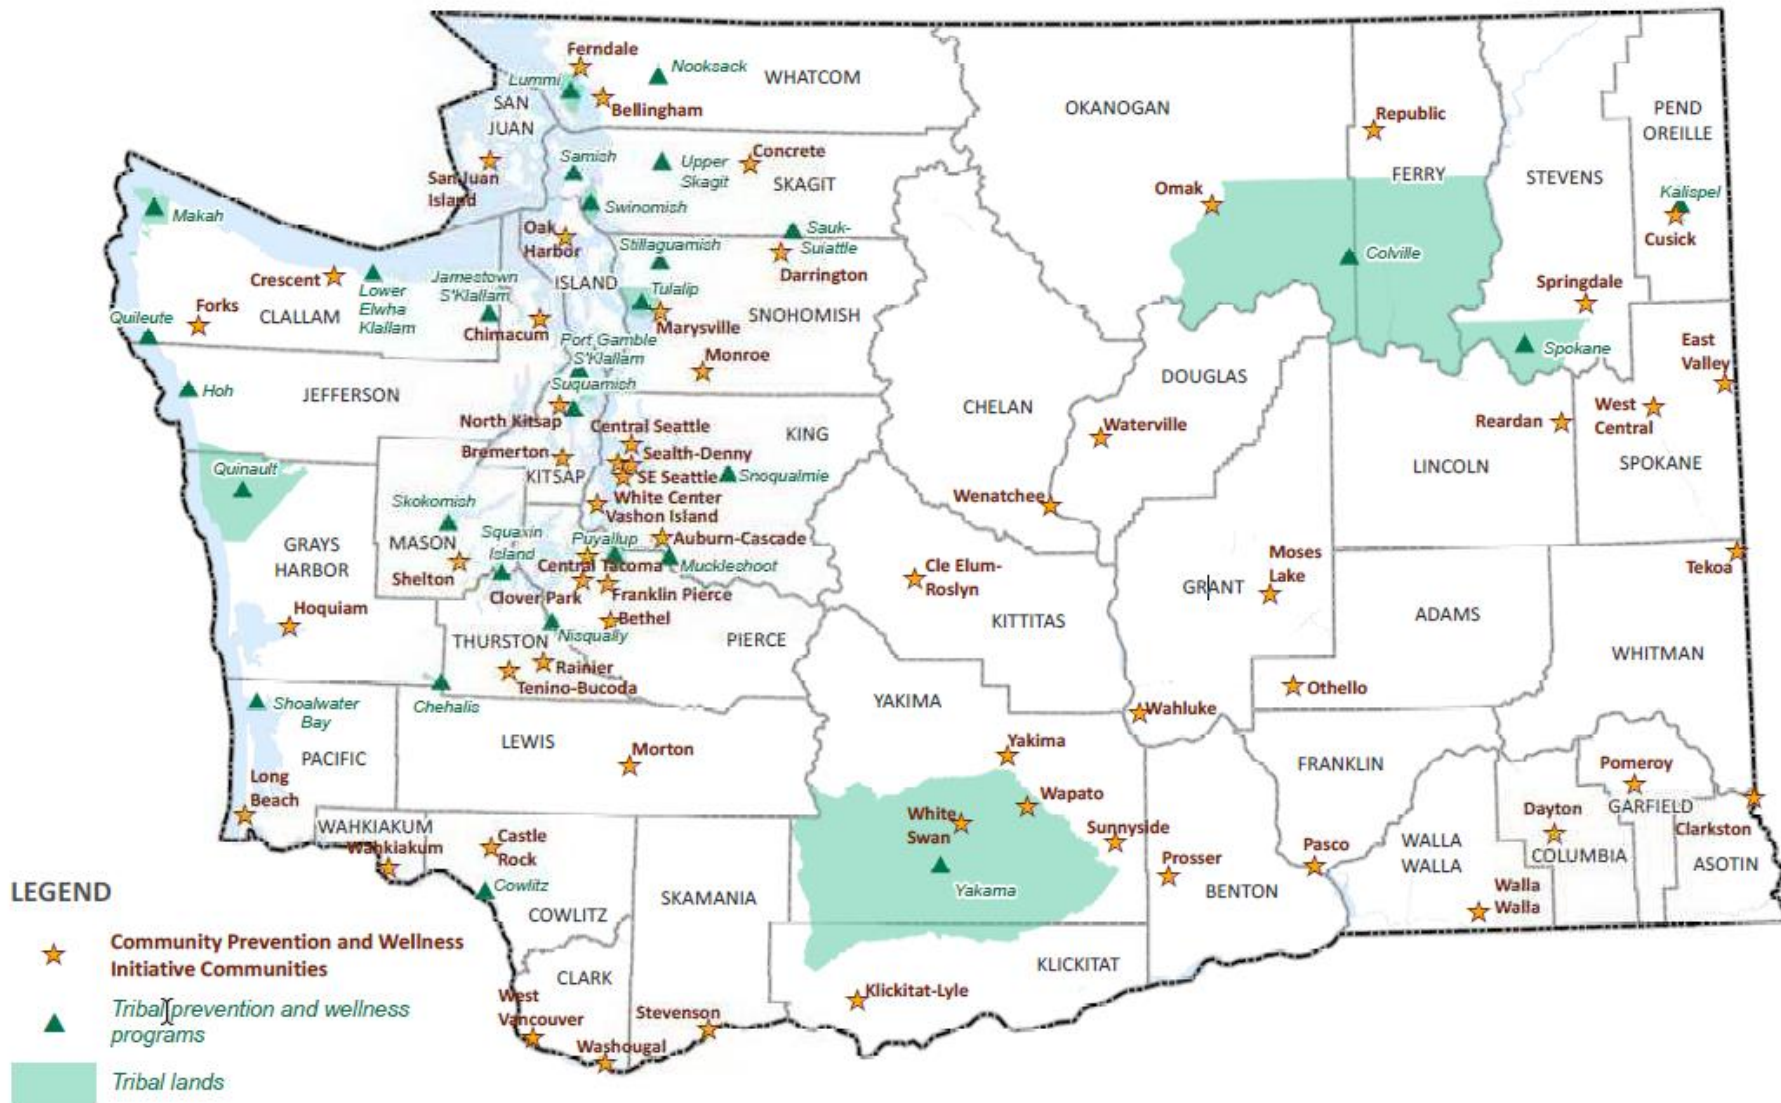 Ferndale
Nooksack
WHATCOM
Lummi
SAN
JUAN
Bellingham
OKANOGAN
Republic
PEND
OREILLE
Samish
Upper
Skagit
Concrete
SKAGIT
San Juan
Island
FERRY
STEVENS
Omak
Kalispel
Makah
Swinomish
Oak
Harbor
Stillaguamish
Sauk-
Suiattle
Cusick
Darrington
Colville
Crescent
Lower
Elwha
Klallam
Jamestown
S'Klallam
ISLAND
Tulalip
Springdale
Forks
CLALLAM
Quileute
Chimacum
Marysville
SNOHOMISH
Port Gamble
S'Klallam
Monroe
Spokane
East
Valley
Hoh
JEFFERSON
Suquamish
DOUGLAS
CHELAN
North Kitsap
Central Seattle
KING
Waterville
Reardan
West
Central
Bremerton
Sealth-Denny
KITSAP
SE Seattle
Snoqualmie
LINCOLN
SPOKANE
Quinault
Skokomish
White Center
Vashon Island
Wenatchee
GRAYS
HARBOR
MASON
Squaxin
Island
Puyallup
Auburn-Cascade
Central Tacoma
Muckleshoot
Cle Elum-
Roslyn
Moses
Lake
Tekoa
Shelton
Clover Park
Franklin Pierce
GRANT
Hoquiam
Bethel
KITTITAS
ADAMS
THURSTON
Nisqually
PIERCE
WHITMAN
Rainier
Tenino-Bucoda
Othello
Shoalwater
Bay
Chehalis
YAKIMA
Wahluke
LEWIS
Morton
Yakima
PACIFIC
FRANKLIN
Pomeroy
Long
Beach
Wapato
GARFIELD
WAHKIAKUM
Wahkiakum
Castle
Rock
White
Swan
Sunnyside
Dayton
Clarkston
Pasco
WALLA
WALLA
COLUMBIA
ASOTIN
Prosser
BENTON
LEGEND
Cowlitz
SKAMANIA
Yakama
Walla
Walla
COWLITZ
Community Prevention and Wellness
Initiative Communities
CLARK
KLICKITAT
West
Vancouver
Klickitat-Lyle
Tribal prevention and wellness
programs
Stevenson
Washougal
Tribal lands